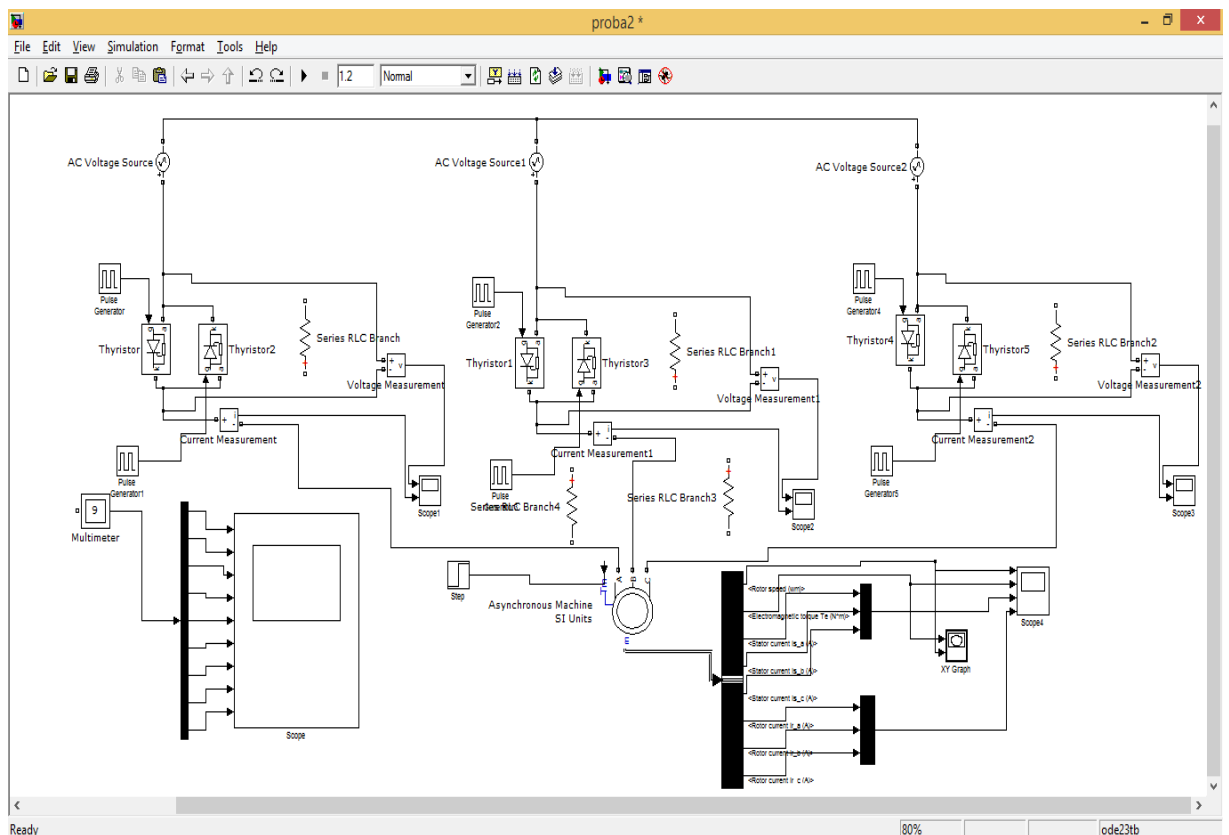 proba2 *
File Edit View Simulation Format Tools Help
1.2 Normal
AC Voltage Source
AC Voltage Source1
AC Voltage Source2
Pulse
Generator
Pulse
Generator2
Pulse
Generator4
g a
k
k
g a
g a
k
k
g a
g a
k
k
g a
Thyristor
Thyristor2
Series RLC Branch
Thyristor1
Thyristor3
Series RLC Branch1
Thyristor4
Thyristor5
Series RLC Branch2
+
-
v
Voltage Measurement
+
-
v
Voltage Measurement1
+
-
v
Voltage Measurement2
+ i
-
Current Measurement
+ i
-
Current Measurement1
+ i
-
Current Measurement2
Pulse
Generator1
Pulse
Series RLC Branch4
Series RLC Branch3
Pulse
Generator5
Scope1
Scope2
Scope3
9
Multimeter
Scope
Step
Tm
A
B
C
Asynchronous Machine
SI Units
<Rotor speed (wm)>
<Electromagnetic torque Te (N*m)>
<Stator current is_a (A)>
<Stator current is_b (A)>
<Stator current is_c (A)>
<Rotor current ir_a (A)>
<Rotor current ir_b (A)>
<Rotor current ir_c (A)>
Scope4
XY Graph
Ready 80% ode23tb